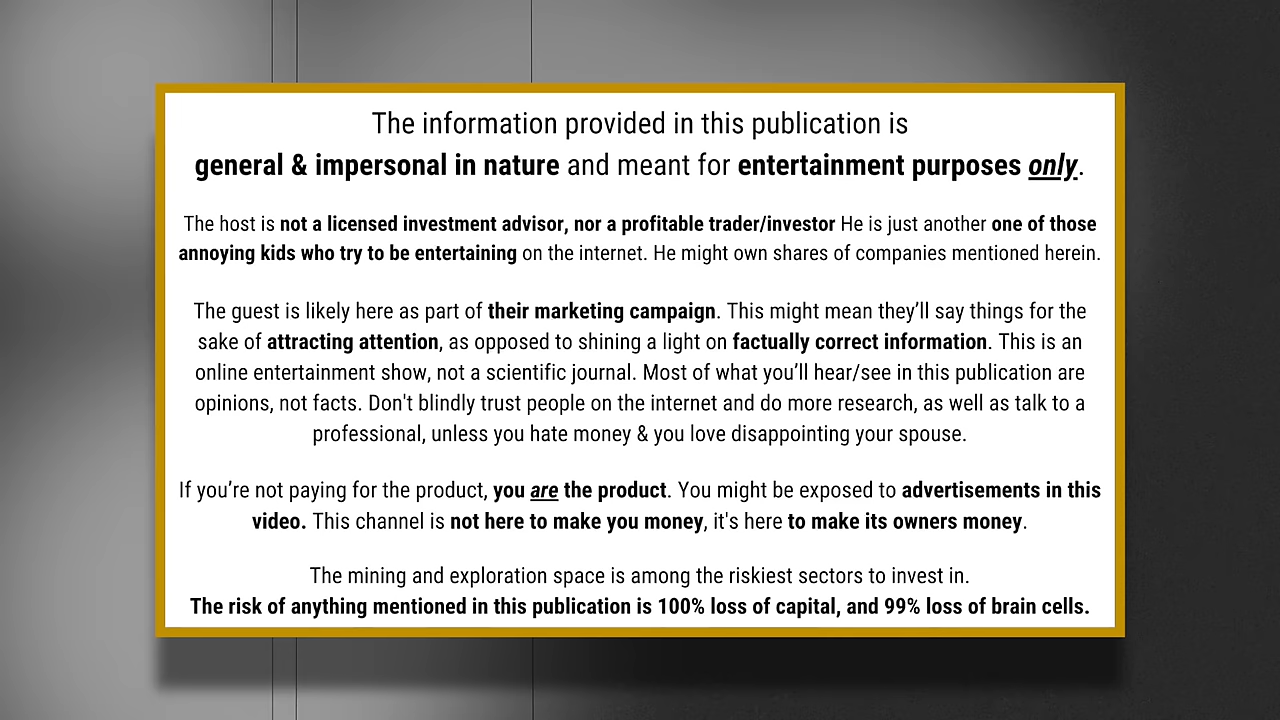 The information provided in this publication is
general & impersonal in nature and meant for entertainment purposes only.
The host is not a licensed investment advisor, nor a profitable trader/investor He is just another one of those
annoying kids who try to be entertaining on the internet. He might own shares of companies mentioned herein.
The guest is likely here as part of their marketing campaign. This might mean they’ll say things for the
sake of attracting attention, as opposed to shining a light on factually correct information. This is an
online entertainment show, not a scientific journal. Most of what you’ll hear/see in this publication are
opinions, not facts. Don't blindly trust people on the internet and do more research, as well as talk to a
professional, unless you hate money & you love disappointing your spouse.
If you’re not paying for the product, you are the product. You might be exposed to advertisements in this
video. This channel is not here to make you money, it's here to make its owners money.
The mining and exploration space is among the riskiest sectors to invest in.
The risk of anything mentioned in this publication is 100% loss of capital, and 99% loss of brain cells.